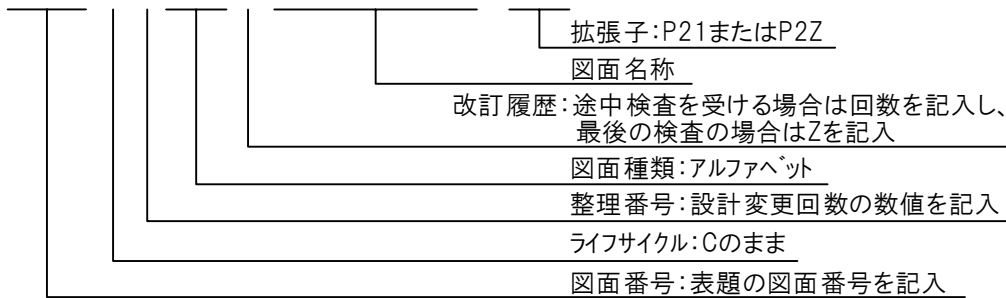 拡張子:P21またはP2Z
図面名称
改訂履歴:途中検査を受ける場合は回数を記入し、
最後の検査の場合はZを記入
図面種類:アルファベット
整理番号:設計変更回数の数値を記入
ライフサイクル:Cのまま
図面番号:表題の図面番号を記入